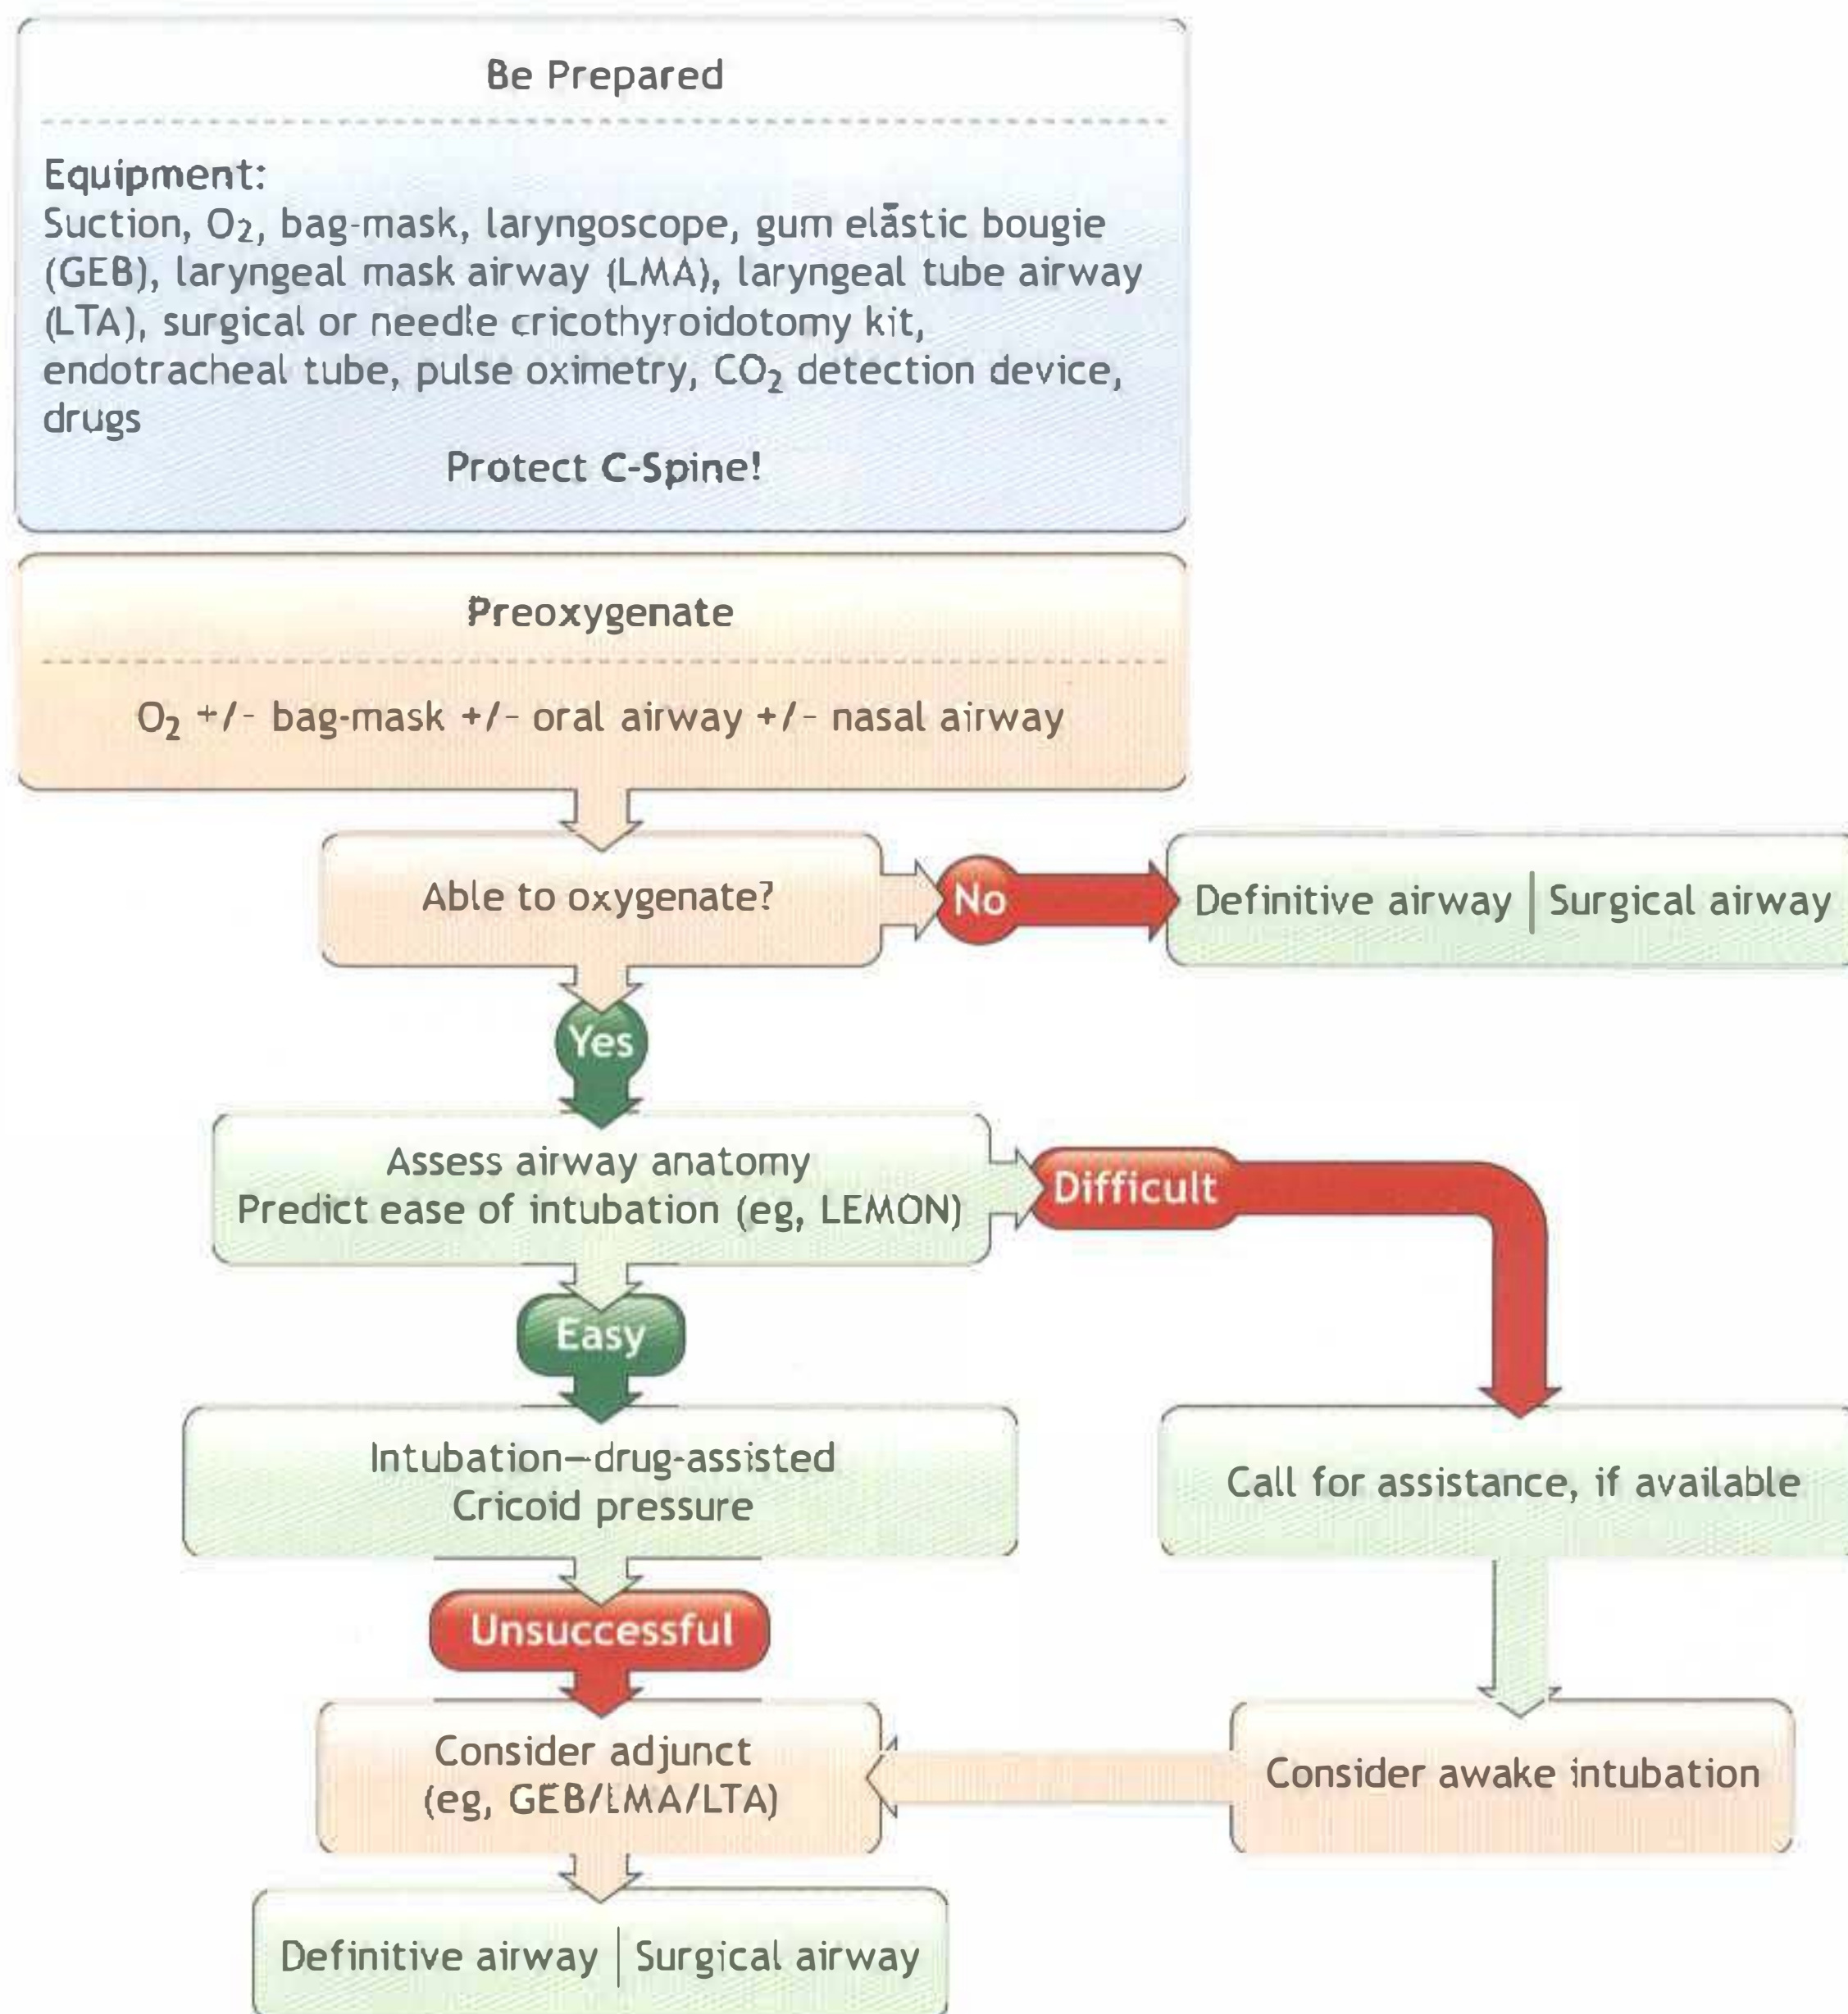 Be Prepared
Equipment:
Suction, O₂, bag-mask, laryngoscope, gum elastic bougie
(GEB), laryngeal mask airway (LMA), laryngeal tube airway
(LTA), surgical or needle cricothyroidotomy kit,
endotracheal tube, pulse oximetry, CO₂ detection device,
drugs
Protect C-Spine!
Preoxygenate
O₂ +/- bag-mask +/- oral airway +/- nasal airway
Able to oxygenate?
No
Definitive airway | Surgical airway
Yes
Assess airway anatomy
Predict ease of intubation (eg, LEMON)
Difficult
Easy
Intubation—drug-assisted
Cricoid pressure
Call for assistance, if available
Unsuccessful
Consider adjunct
(eg, GEB/LMA/LTA)
Consider awake intubation
Definitive airway | Surgical airway